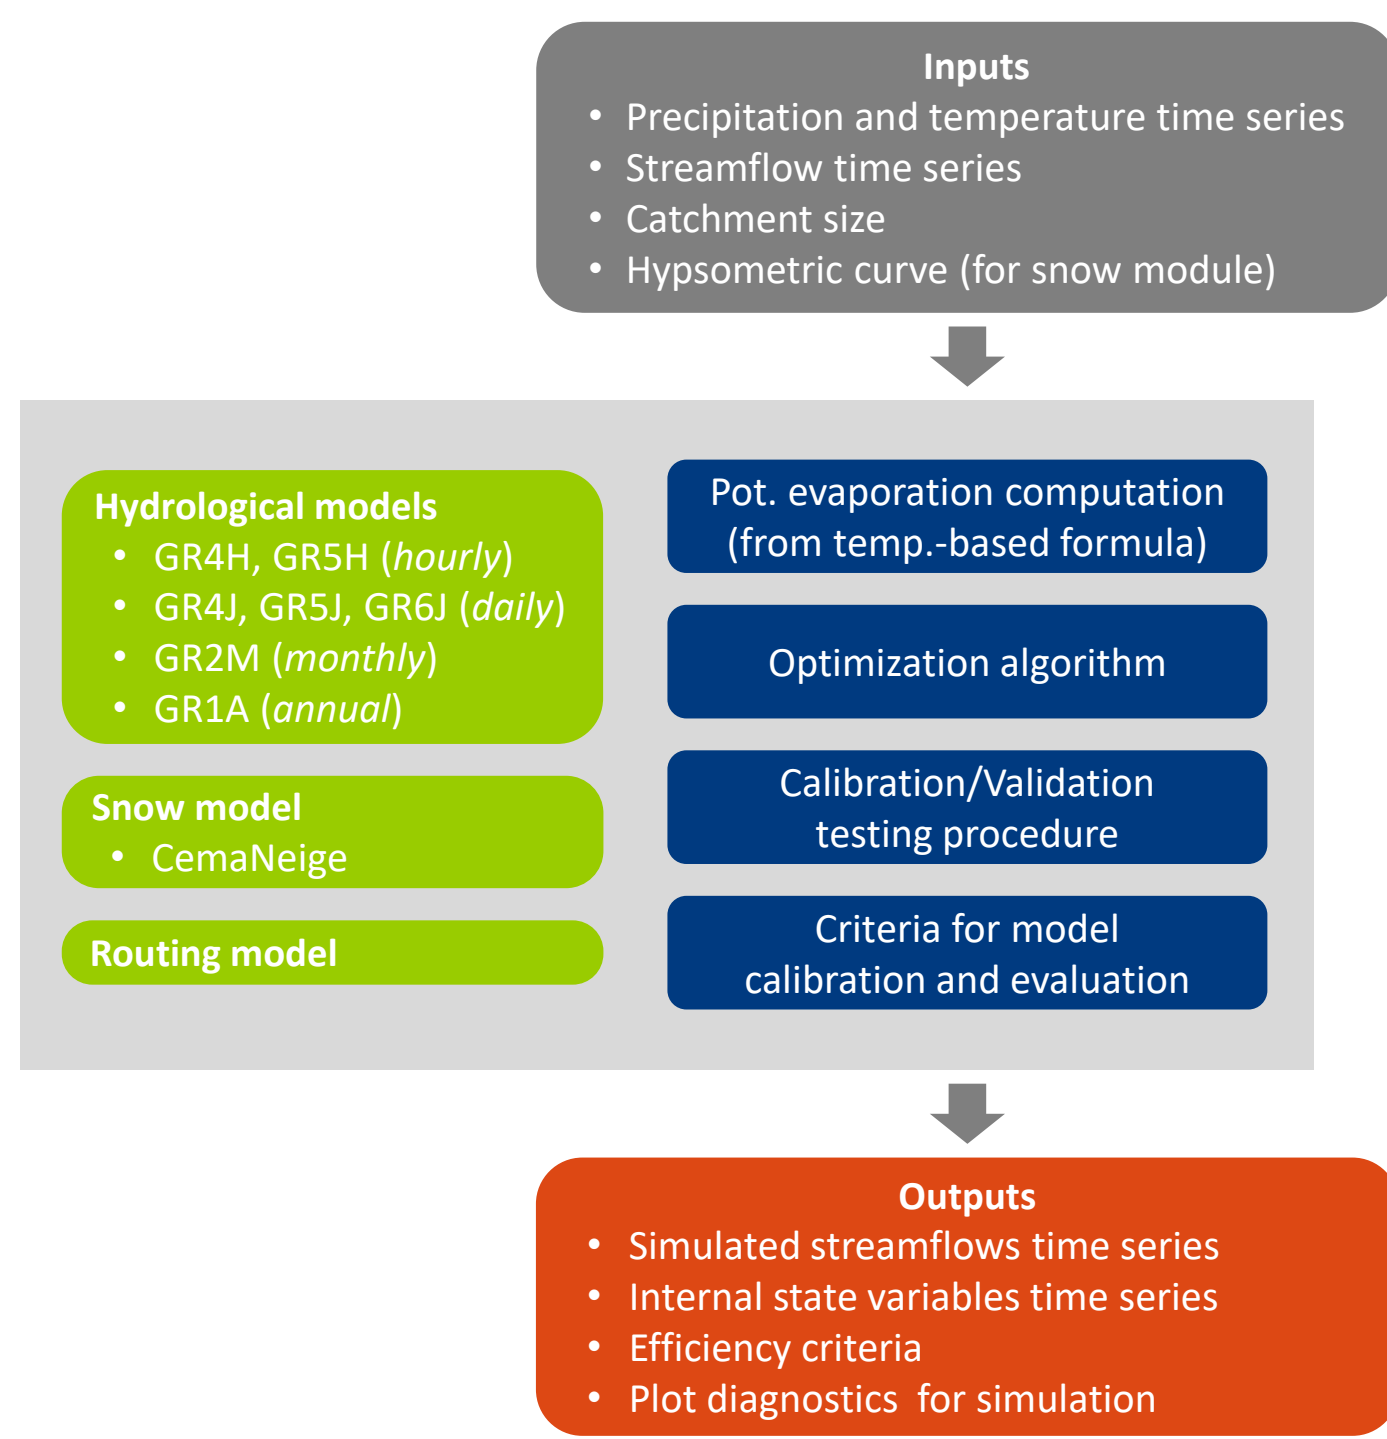 Inputs
• Precipitation and temperature time series
• Streamflow time series
• Catchment size
• Hypsometric curve (for snow module)
Hydrological models
• GR4H, GR5H (hourly)
• GR4J, GR5J, GR6J (daily)
• GR2M (monthly)
• GR1A (annual)
Snow model
• CemaNeige
Routing model
Pot. evaporation computation
(from temp.-based formula)
Optimization algorithm
Calibration/Validation
testing procedure
Criteria for model
calibration and evaluation
Outputs
• Simulated streamflows time series
• Internal state variables time series
• Efficiency criteria
• Plot diagnostics  for simulation